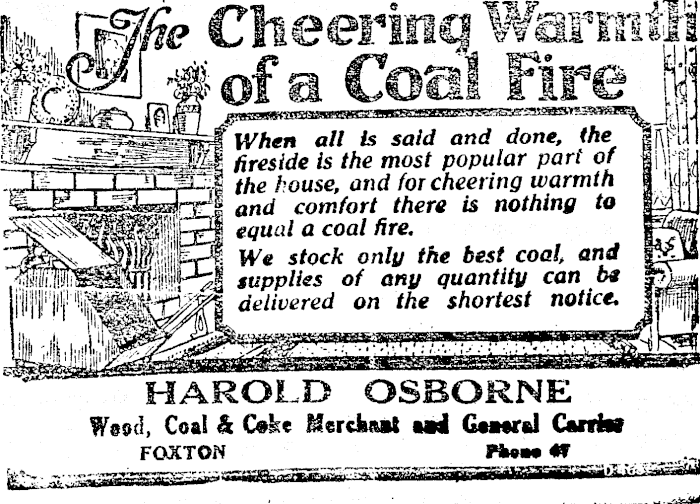 The Cheering Warmth
of a Coal Fire
When all is said and done, the
fireside is the most popular part of
the house, and for cheering warmth
and comfort there is nothing to
equal a coal fire.
We stock only the best coal, and
supplies of any quantity can be
delivered on the shortest notice.
HAROLD OSBORNE
Wood, Coal & Coke Merchant and General Carrier
FOXTON
Phone 47